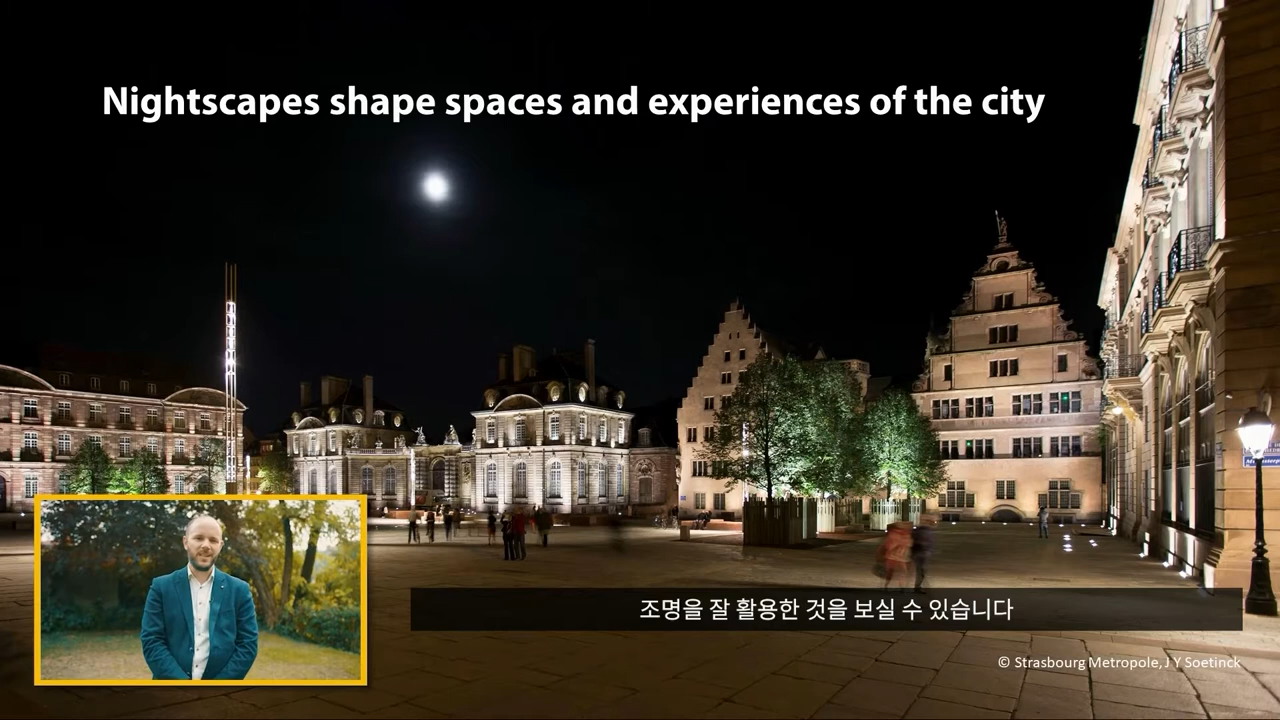 Nightscapes shape spaces and experiences of the city
조명을 잘 활용한 것을 보실 수 있습니다
© Strasbourg Metropole, J Y Soetinck